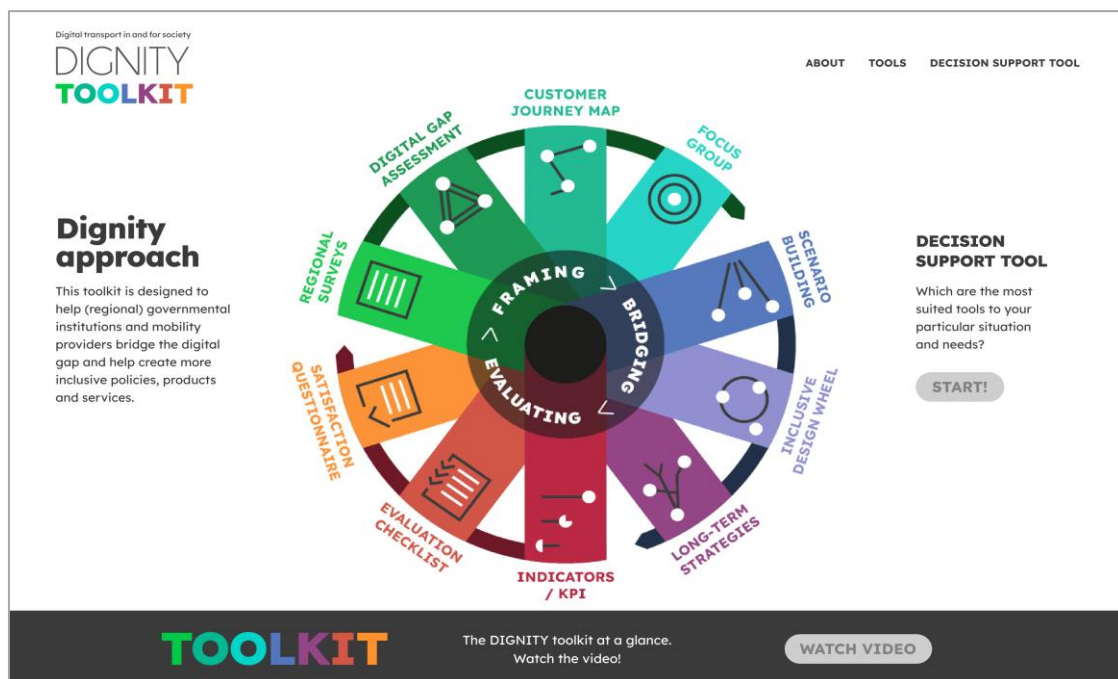 Digital transport in and for society
DIGNITY
TOOLKIT
ABOUT
TOOLS
DECISION SUPPORT TOOL
Dignity
approach
This toolkit is designed to
help (regional) governmental
institutions and mobility
providers bridge the digital
gap and help create more
inclusive policies, products
and services.
CUSTOMER
JOURNEY MAP
FOCUS
GROUP
SCENARIO
BUILDING
INCLUSIVE
DESIGN WHEEL
LONG-TERM
STRATEGIES
INDICATORS
/ KPI
EVALUATION
CHECKLIST
SATISFACTION
QUESTIONNAIRE
REGIONAL
SURVEYS
DIGITAL GAP
ASSESSMENT
FRAMING >
BRIDGING >
EVALUATING >
DECISION
SUPPORT TOOL
Which are the most
suited tools to your
particular situation
and needs?
START!
TOOLKIT
The DIGNITY toolkit at a glance.
Watch the video!
WATCH VIDEO